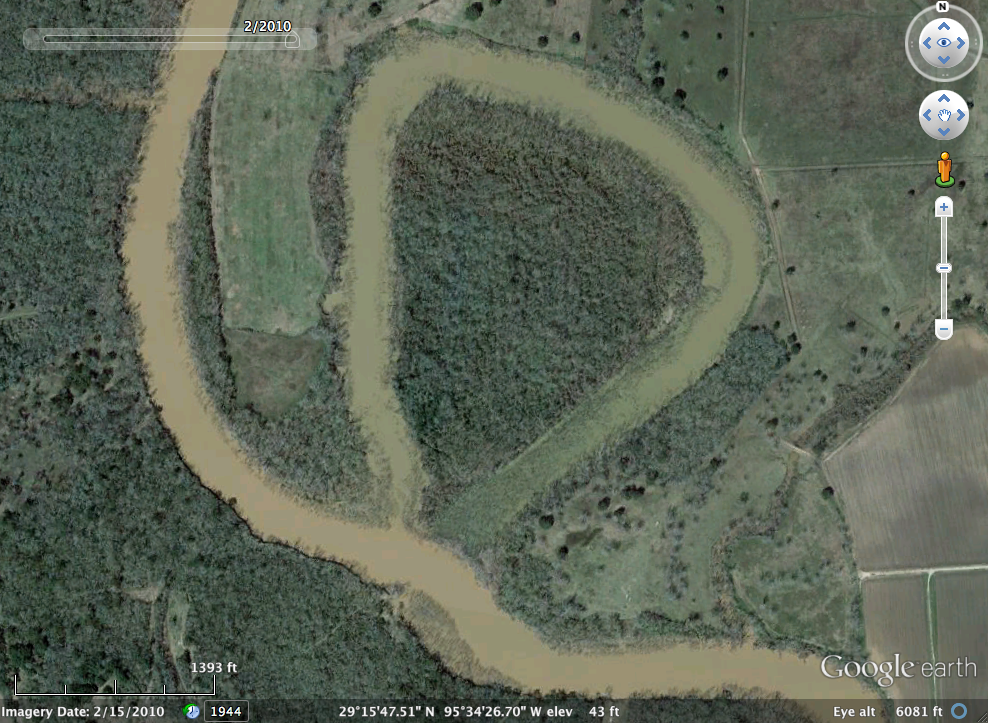 2/2010
N
1393 ft
Google earth
Imagery Date: 2/15/2010 1944 29°15'47.51" N 95°34'26.70" W elev 43 ft Eye alt 6081 ft